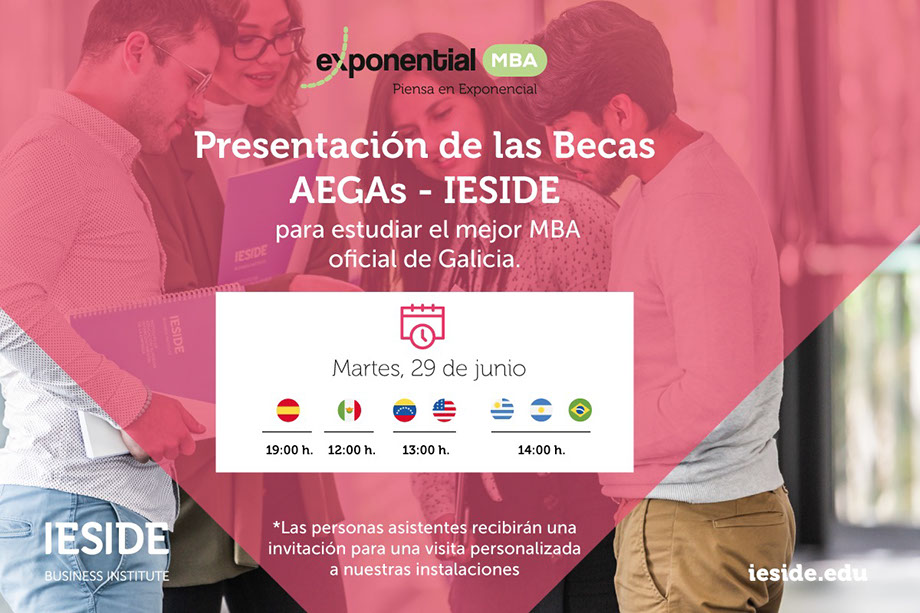 exponential MBA
Piensa en Exponencial
Presentación de las Becas
AEGAs - IESIDE
para estudiar el mejor MBA
oficial de Galicia.
IESIDE
IESIDE
Martes, 29 de junio
19:00 h. 12:00 h. 13:00 h. 14:00 h.
*Las personas asistentes recibirán una
invitación para una visita personalizada
a nuestras instalaciones
IESIDE
BUSINESS INSTITUTE
ieside.edu